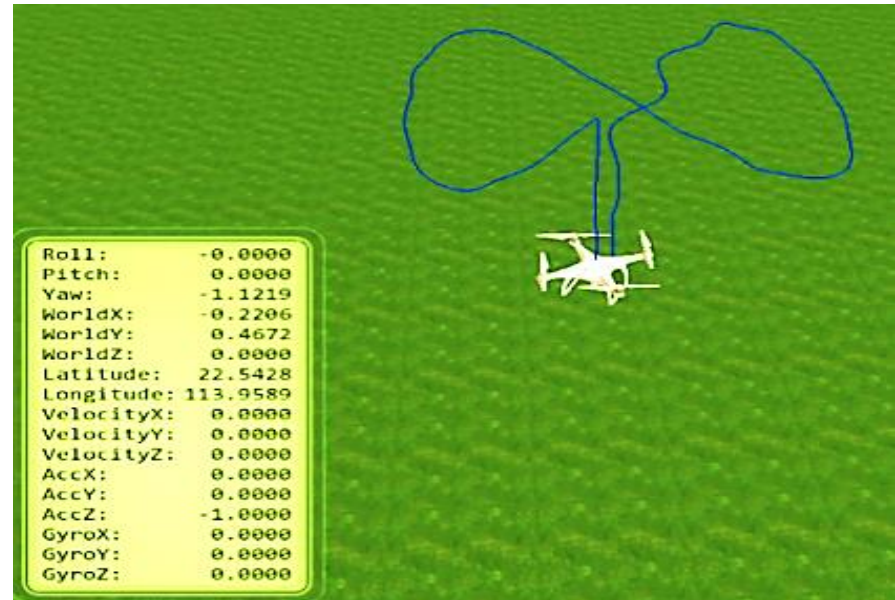 Roll: -0.0000
Pitch: 0.0000
Yaw: -1.1219
WorldX: -0.2206
WorldY: 0.4672
WorldZ: 0.0000
Latitude: 22.5428
Longitude: 113.9589
VelocityX: 0.0000
VelocityY: 0.0000
VelocityZ: 0.0000
AccX: 0.0000
AccY: 0.0000
AccZ: -1.0000
GyroX: 0.0000
GyroY: 0.0000
GyroZ: 0.0000